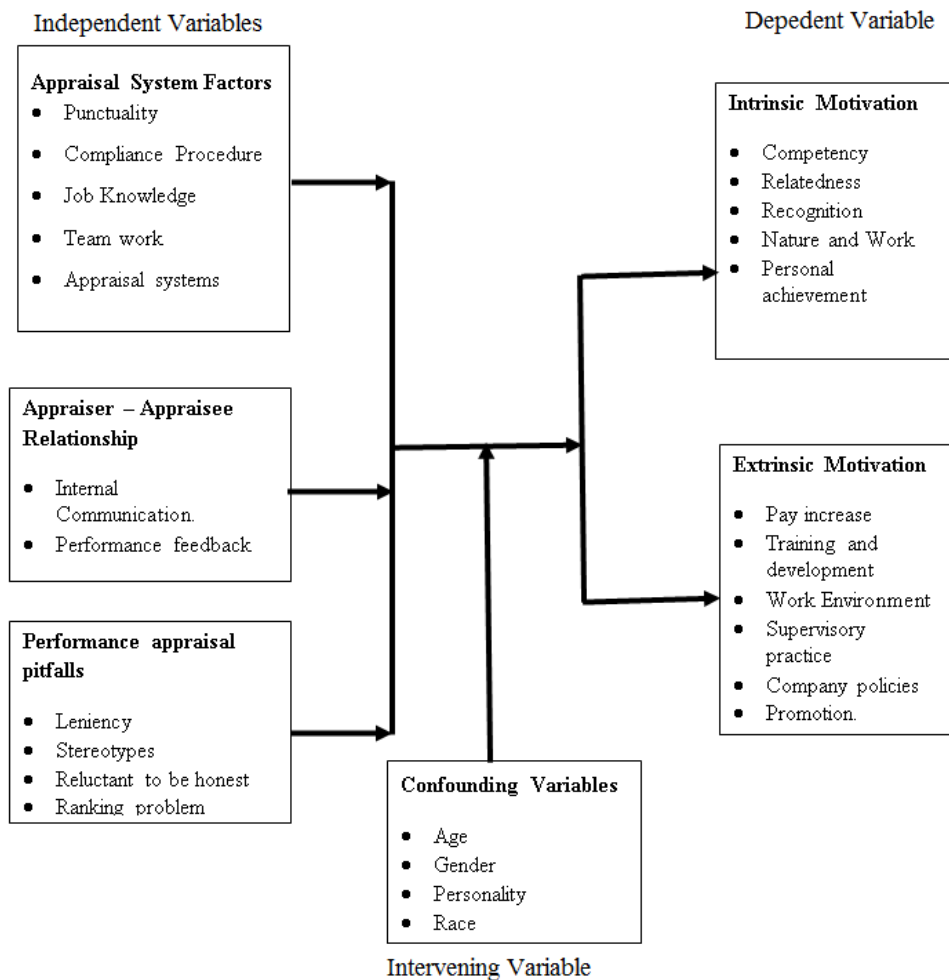 Independent Variables
Depedent Variable
Appraisal System Factors
• Punctuality
• Compliance Procedure
• Job Knowledge
• Team work
• Appraisal systems
Appraiser – Appraisee
Relationship
• Internal
Communication.
• Performance feedback
Performance appraisal
pitfalls
• Leniency
• Stereotypes
• Reluctant to be honest
• Ranking problem
Confounding Variables
• Age
• Gender
• Personality
• Race
Intervening Variable
Intrinsic Motivation
• Competency
• Relatedness
• Recognition
• Nature and Work
• Personal
achievement
Extrinsic Motivation
• Pay increase
• Training and
development
• Work Environment
• Supervisory
practice
• Company policies
• Promotion.